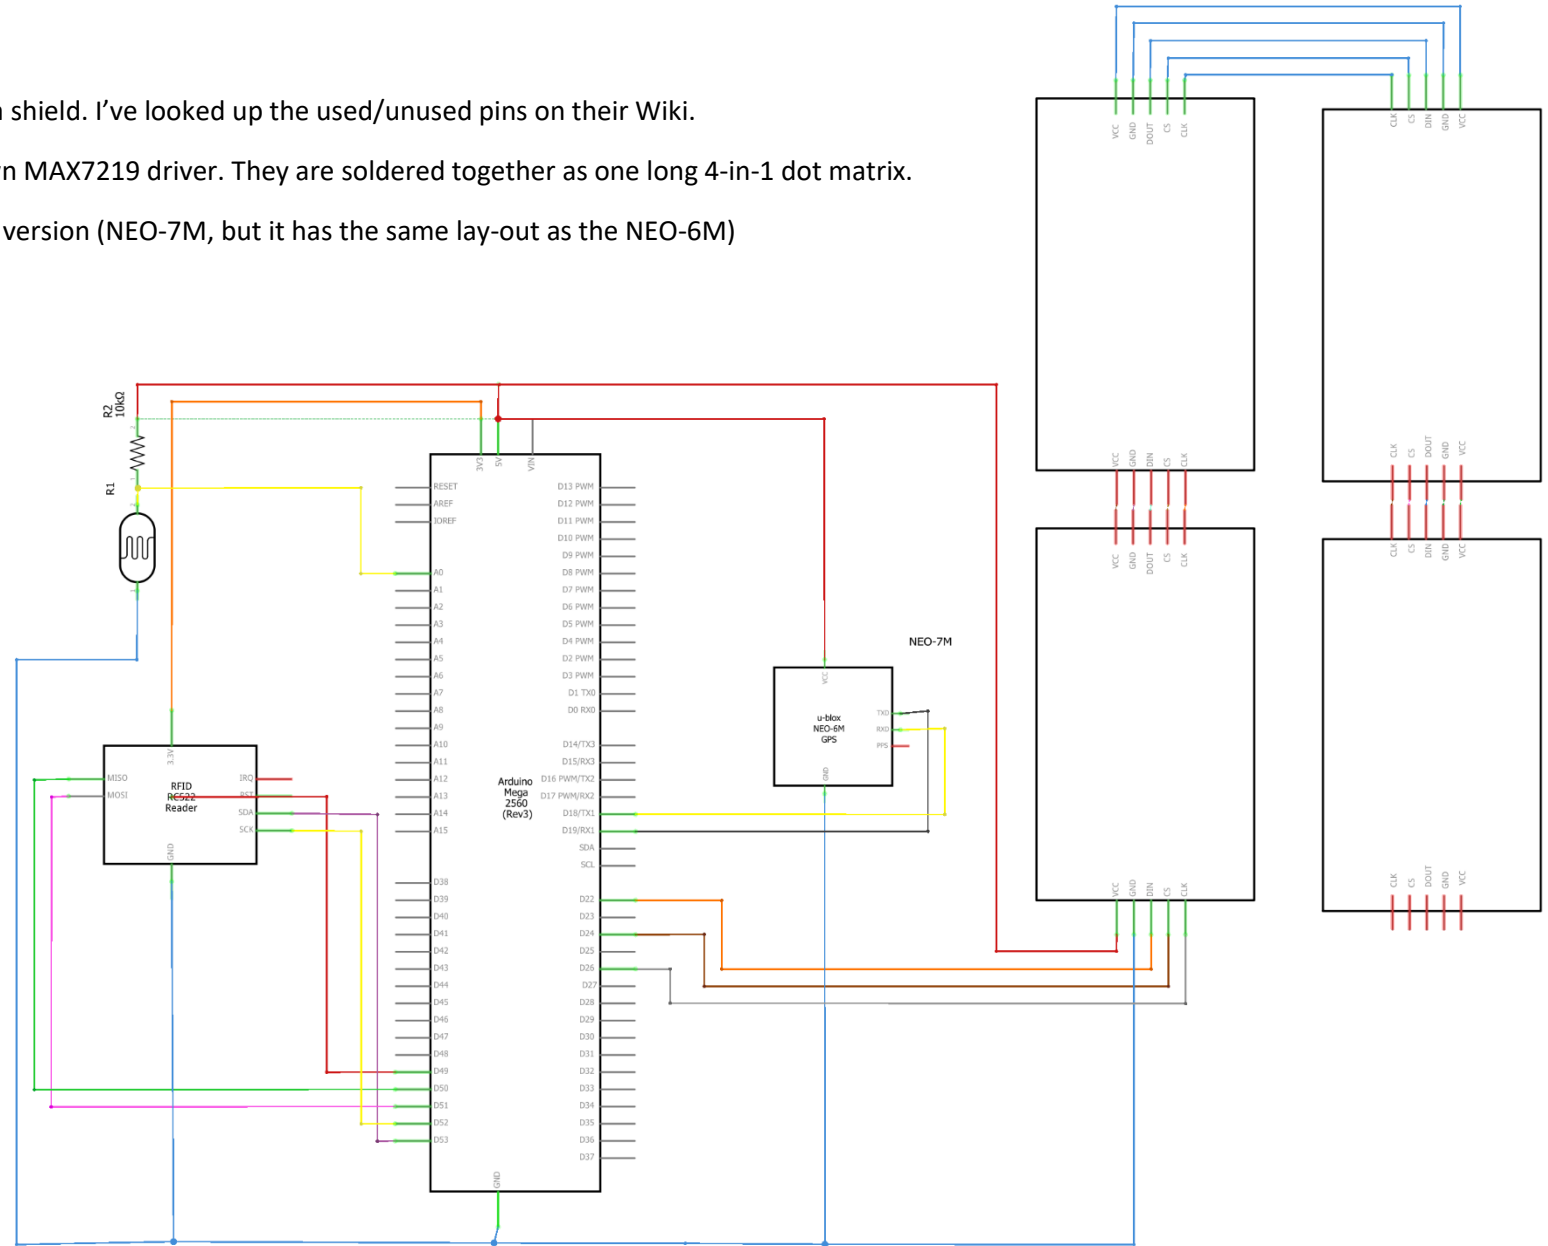 n shield. I've looked up the used/unused pins on their Wiki.
n MAX7219 driver. They are soldered together as one long 4-in-1 dot matrix.
version (NEO-7M, but it has the same lay-out as the NEO-6M)
VCC
GND
DOUT
CS
CLK
CLK
CS
DIN
GND
VCC
VCC
GND
DIN
CS
CLK
CLK
CS
DOUT
GND
VCC
VCC
GND
DOUT
CS
CLK
CLK
CS
DIN
GND
VCC
VCC
GND
DIN
CS
CLK
CLK
CS
DOUT
GND
VCC
R2
10kΩ
2
1
R1
3V3
5V
VIN
RESET
AREF
IOREF
A0
A1
A2
A3
A4
A5
A6
A7
A8
A9
A10
A11
A12
A13
A14
A15
D38
D39
D40
D41
D42
D43
D44
D45
D46
D47
D48
D49
D50
D51
D52
D53
Arduino
Mega
2560
(Rev3)
D13 PWM
D12 PWM
D11 PWM
D10 PWM
D9 PWM
D8 PWM
D7 PWM
D6 PWM
D5 PWM
D4 PWM
D2 PWM
D3 PWM
D1 TX0
D0 RX0
D14/TX3
D15/RX3
D16 PWM/TX2
D17 PWM/RX2
D18/TX1
D19/RX1
SDA
SCL
D22
D23
D24
D25
D26
D27
D28
D29
D30
D31
D32
D33
D34
D35
D36
D37
GND
3.3V
MISO
MOSI
RFID
RC522
Reader
IRQ
RST
SDA
SCK
GND
NEO-7M
VCC
u-blox
NEO-6M
GPS
TXD
RXD
PPS
GND